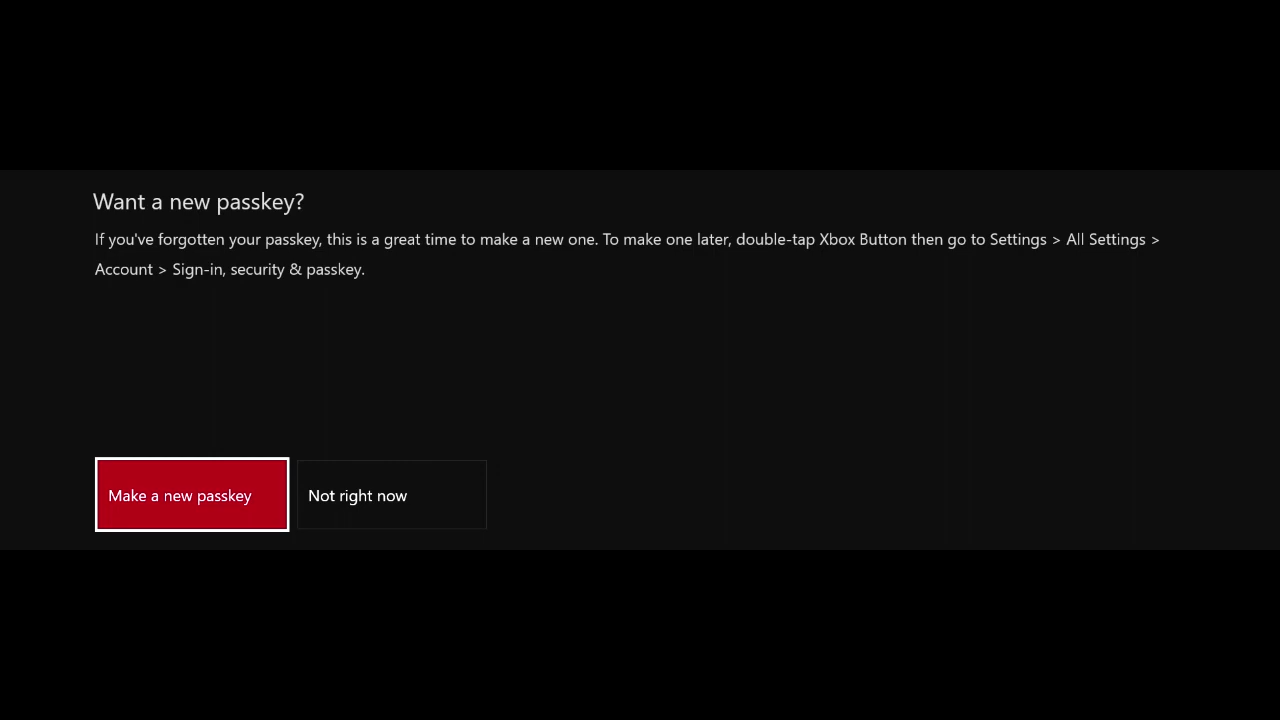 Want a new passkey?
If you've forgotten your passkey, this is a great time to make a new one. To make one later, double-tap Xbox Button then go to Settings > All Settings >
Account > Sign-in, security & passkey.
Make a new passkey
Not right now